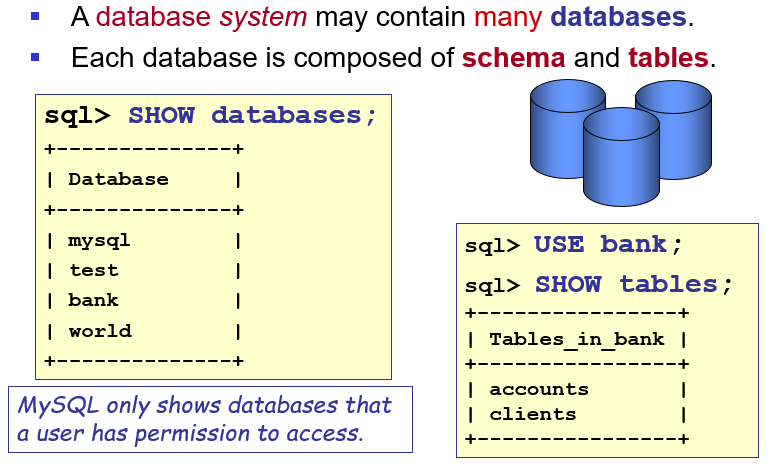 A database system may contain many databases.
Each database is composed of schema and tables.
sql> SHOW databases;
+--------------+
| Database     |
+--------------+
| mysql        |
| test         |
| bank         |
| world        |
+--------------+
MySQL only shows databases that
a user has permission to access.
sql> USE bank;
sql> SHOW tables;
+----------------+
| Tables_in_bank |
+----------------+
| accounts       |
| clients        |
+----------------+